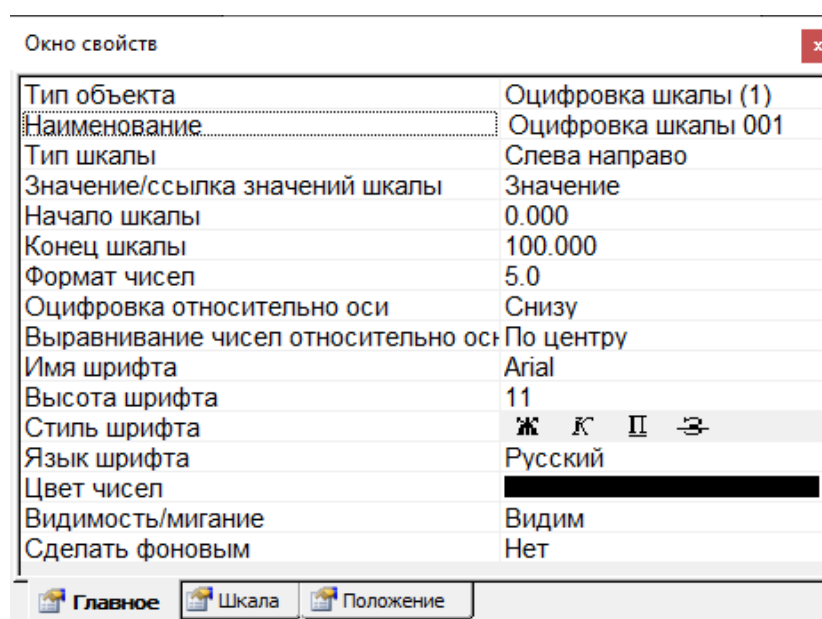 Окно свойств x
Тип объекта Оцифровка шкалы (1)
Наименование Оцифровка шкалы 001
Тип шкалы Слева направо
Значение/ссылка значений шкалы Значение
Начало шкалы 0.000
Конец шкалы 100.000
Формат чисел 5.0
Оцифровка относительно оси Снизу
Выравнивание чисел относительно По центру
Имя шрифта Arial
Высота шрифта 11
Стиль шрифта Ж К П З
Язык шрифта Русский
Цвет чисел
Видимость/мигание Видим
Сделать фоновым Нет
Главное Шкала Положение